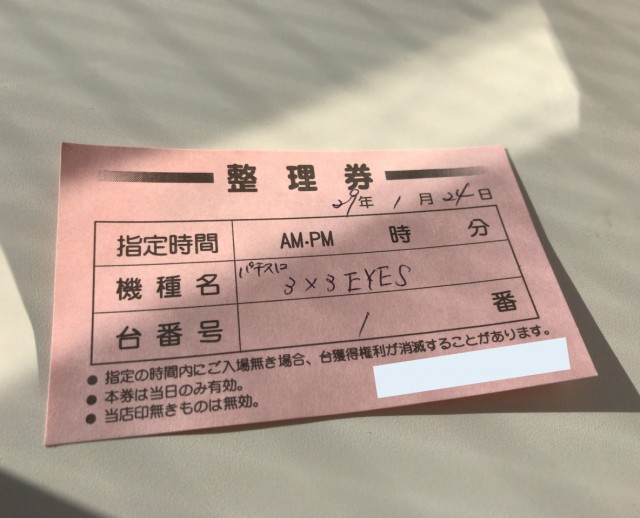 整理券
29年 1月 24日
指定時間 AM・PM 時 分
機種名 パチスロ 3×3 EYES
台番号 1 番
● 指定の時間内にご入場無き場合、台獲得権利が消滅することがあります。
● 本券は当日のみ有効。
● 当店印無きものは無効。